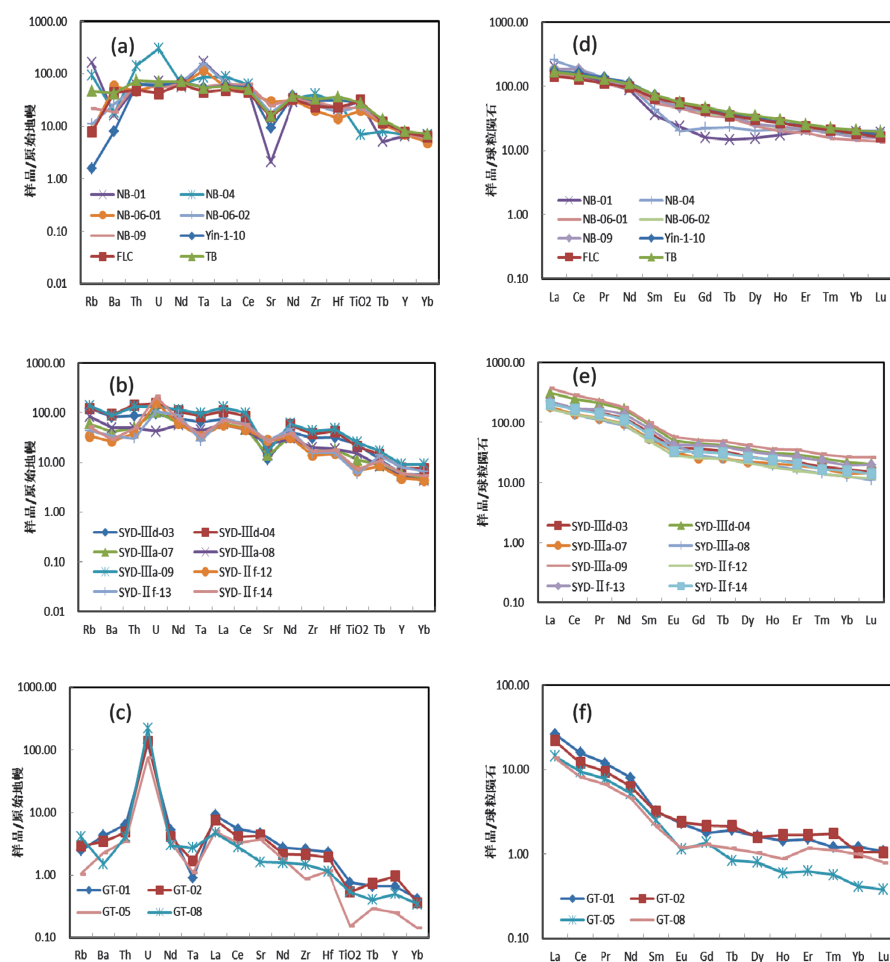 (a)
样品/原始地幔
1000.00
100.00
10.00
1.00
0.10
0.01
Rb Ba Th U Nd Ta La Ce Sr Nd Zr Hf TiO2 Tb Y Yb
NB-01 NB-04
NB-06-01 NB-06-02
NB-09 Yin-1-10
FLC TB
(d)
样品/球粒陨石
1000.00
100.00
10.00
1.00
0.10
La Ce Pr Nd Sm Eu Gd Tb Dy Ho Er Tm Yb Lu
NB-01 NB-04
NB-06-01 NB-06-02
NB-09 Yin-1-10
FLC TB
(b)
样品/原始地幔
1000.00
100.00
10.00
1.00
0.10
0.01
Rb Ba Th U Nd Ta La Ce Sr Nd Zr Hf TiO2 Tb Y Yb
SYD-Ⅲd-03 SYD-Ⅲd-04
SYD-Ⅲa-07 SYD-Ⅲa-08
SYD-Ⅲa-09 SYD-Ⅱf-12
SYD-Ⅱf-13 SYD-Ⅱf-14
(e)
样品/球粒陨石
1000.00
100.00
10.00
1.00
0.10
La Ce Pr Nd Sm Eu Gd Tb Dy Ho Er Tm Yb Lu
SYD-Ⅲd-03 SYD-Ⅲd-04
SYD-Ⅲa-07 SYD-Ⅲa-08
SYD-Ⅲa-09 SYD-Ⅱf-12
SYD-Ⅱf-13 SYD-Ⅱf-14
(c)
样品/原始地幔
1000.00
100.00
10.00
1.00
0.10
Rb Ba Th U Nd Ta La Ce Sr Nd Zr Hf TiO2 Tb Y Yb
GT-01 GT-02
GT-05 GT-08
(f)
样品/球粒陨石
100.00
10.00
1.00
0.10
La Ce Pr Nd Sm Eu Gd Tb Dy Ho Er Tm Yb Lu
GT-01 GT-02
GT-05 GT-08